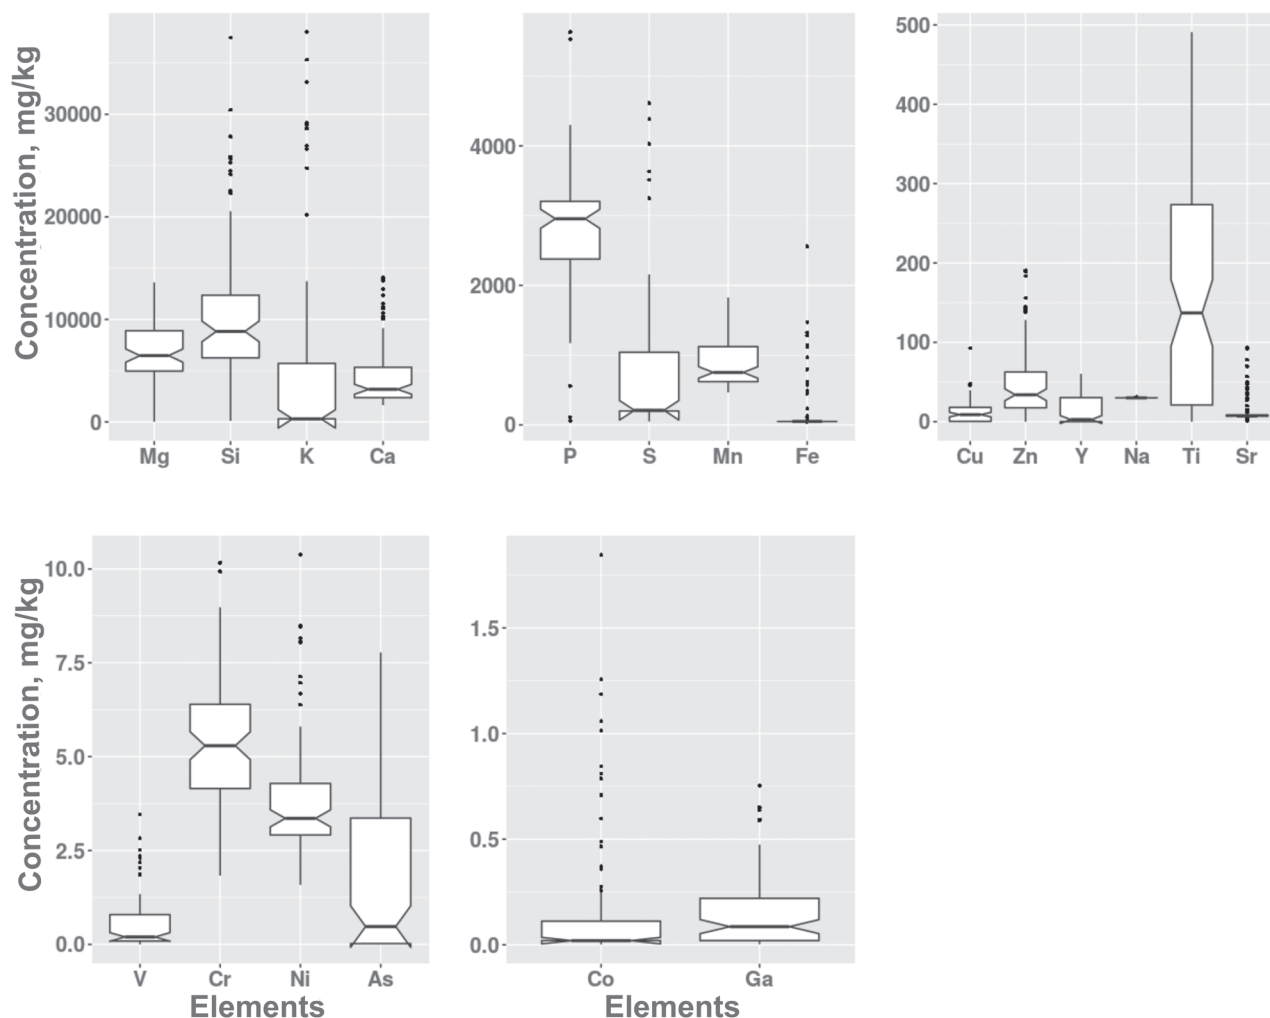 Concentration, mg/kg
30000
20000
10000
0
Mg Si K Ca
4000
2000
0
P S Mn Fe
500
400
300
200
100
0
Cu Zn Y Na Ti Sr
Concentration, mg/kg
10.0
7.5
5.0
2.5
0.0
V Cr Ni As
Elements
1.5
1.0
0.5
0.0
Co Ga
Elements